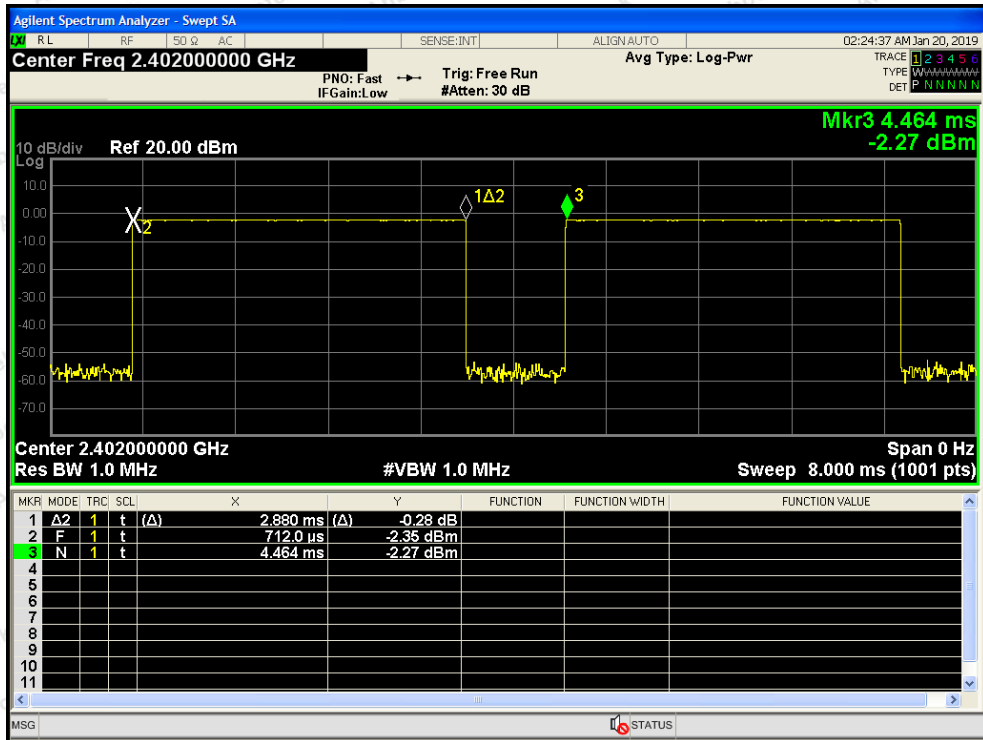 Agilent Spectrum Analyzer - Swept SA
LXI RL RF 50 Ω AC SENSE:INT ALIGN AUTO 02:24:37 AM Jan 20, 2019
Center Freq 2.402000000 GHz Avg Type: Log-Pwr TRACE 1 2 3 4 5 6
PNO: Fast Trig: Free Run TYPE WWWWWWWW
IFGain:Low #Atten: 30 dB DET P N N N N N
Mkr3 4.464 ms
10 dB/div Ref 20.00 dBm -2.27 dBm
Log
10.0
1Δ2 3
0.00
2
-10.0
-20.0
-30.0
-40.0
-50.0
-60.0
-70.0
Center 2.402000000 GHz Span 0 Hz
Res BW 1.0 MHz #VBW 1.0 MHz Sweep 8.000 ms (1001 pts)
MKR MODE TRC SCL X Y FUNCTION FUNCTION WIDTH FUNCTION VALUE
1 Δ2 1 t (Δ) 2.880 ms (Δ) -0.28 dB
2 F 1 t 712.0 µs -2.35 dBm
3 N 1 t 4.464 ms -2.27 dBm
4
5
6
7
8
9
10
11
MSG STATUS